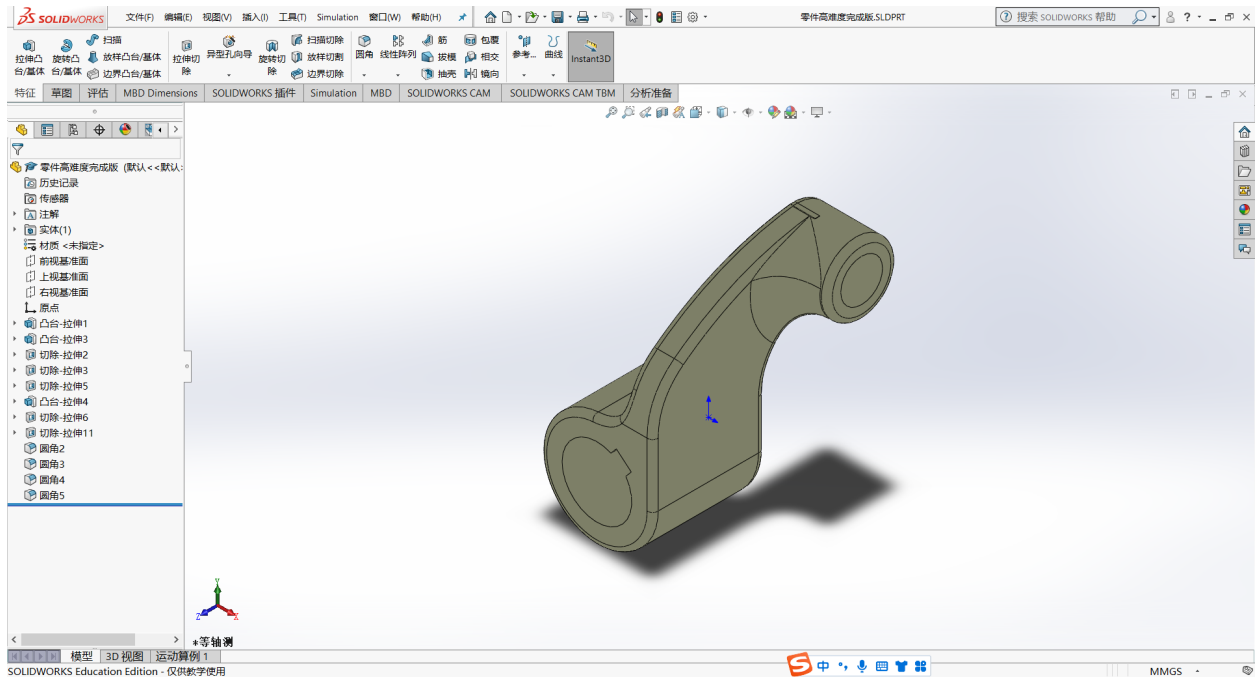 SOLIDWORKS 文件(F) 编辑(E) 视图(V) 插入(I) 工具(T) Simulation 窗口(W) 帮助(H) 零件高难度完成版.SLDPRT 搜索 SOLIDWORKS 帮助
拉伸凸台/基体 旋转凸台/基体 扫描 放样凸台/基体 边界凸台/基体 拉伸切除 异型孔向导 旋转切除 扫描切除 放样切割 边界切除 圆角 线性阵列 筋 拔模 抽壳 包覆 相交 镜向 参考... 曲线 Instant3D
特征 草图 评估 MBD Dimensions SOLIDWORKS 插件 Simulation MBD SOLIDWORKS CAM SOLIDWORKS CAM TBM 分析准备
零件高难度完成版 (默认<<默认>
历史记录
传感器
注解
实体(1)
材质 <未指定>
前视基准面
上视基准面
右视基准面
原点
凸台-拉伸1
凸台-拉伸3
切除-拉伸2
切除-拉伸3
切除-拉伸5
凸台-拉伸4
切除-拉伸6
切除-拉伸11
圆角2
圆角3
圆角4
圆角5
Y
Z X
*等轴测
模型 3D 视图 运动算例 1
SOLIDWORKS Education Edition - 仅供教学使用 中 MMGS